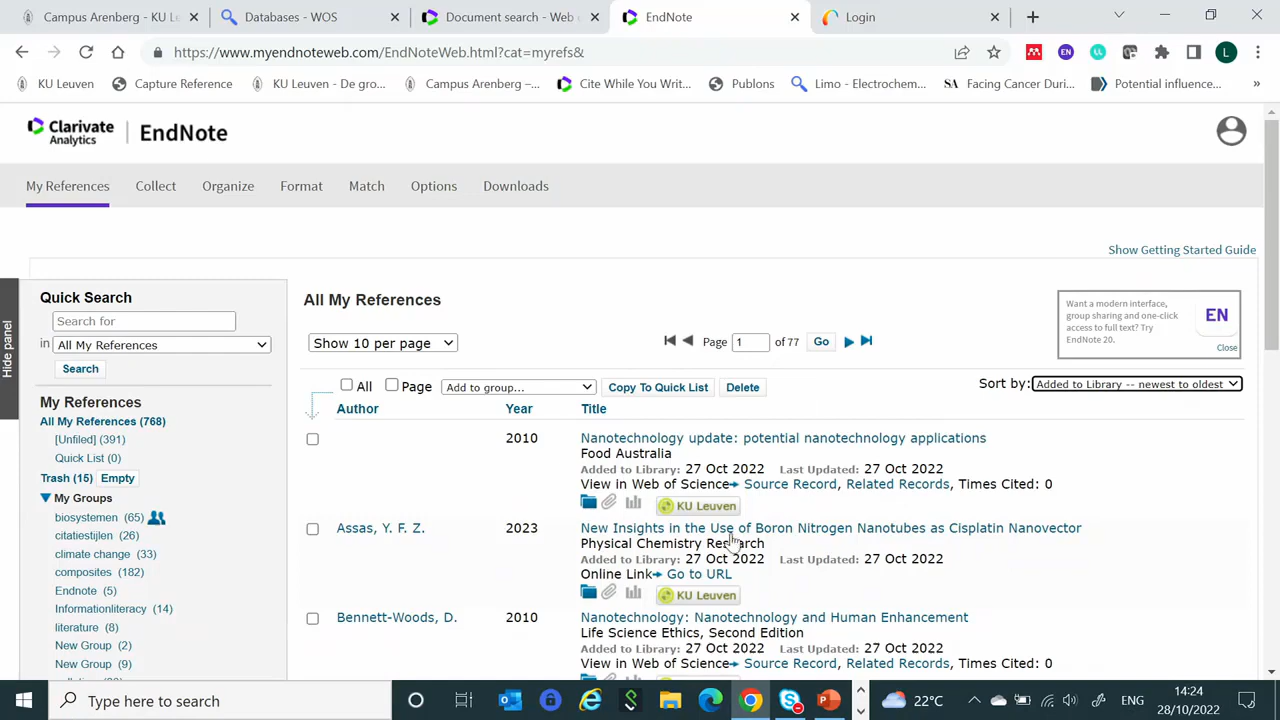 Campus Arenberg - KU L
Databases - WOS
Document search - Web
EndNote
Login
https://www.myendnoteweb.com/EndNoteWeb.html?cat=myrefs&
EN
L
KU Leuven
Capture Reference
KU Leuven - De gro...
Campus Arenberg –...
Cite While You Writ...
Publons
Limo - Electrochem...
SA Facing Cancer Duri...
Potential influence...
»
Clarivate Analytics
EndNote
My References
Collect
Organize
Format
Match
Options
Downloads
Show Getting Started Guide
Hide panel
Quick Search
Search for
in All My References
Search
My References
All My References (768)
[Unfiled] (391)
Quick List (0)
Trash (15) Empty
My Groups
biosystemen (65)
citatiestijlen (26)
climate change (33)
composites (182)
Endnote (5)
Informationliteracy (14)
literature (8)
New Group (2)
New Group (9)
All My References
Want a modern interface,
group sharing and one-click
access to full text? Try
EndNote 20.
EN
Close
Show 10 per page
Page 1 of 77 Go
All
Page
Add to group...
Copy To Quick List
Delete
Sort by: Added to Library -- newest to oldest
Author Year Title
2010 Nanotechnology update: potential nanotechnology applications
Food Australia
Added to Library: 27 Oct 2022 Last Updated: 27 Oct 2022
View in Web of Science Source Record, Related Records, Times Cited: 0
KU Leuven
Assas, Y. F. Z. 2023 New Insights in the Use of Boron Nitrogen Nanotubes as Cisplatin Nanovector
Physical Chemistry Research
Added to Library: 27 Oct 2022 Last Updated: 27 Oct 2022
Online Link Go to URL
KU Leuven
Bennett-Woods, D. 2010 Nanotechnology: Nanotechnology and Human Enhancement
Life Science Ethics, Second Edition
Added to Library: 27 Oct 2022 Last Updated: 27 Oct 2022
View in Web of Science Source Record, Related Records, Times Cited: 0
Type here to search
22°C
ENG
14:24
28/10/2022